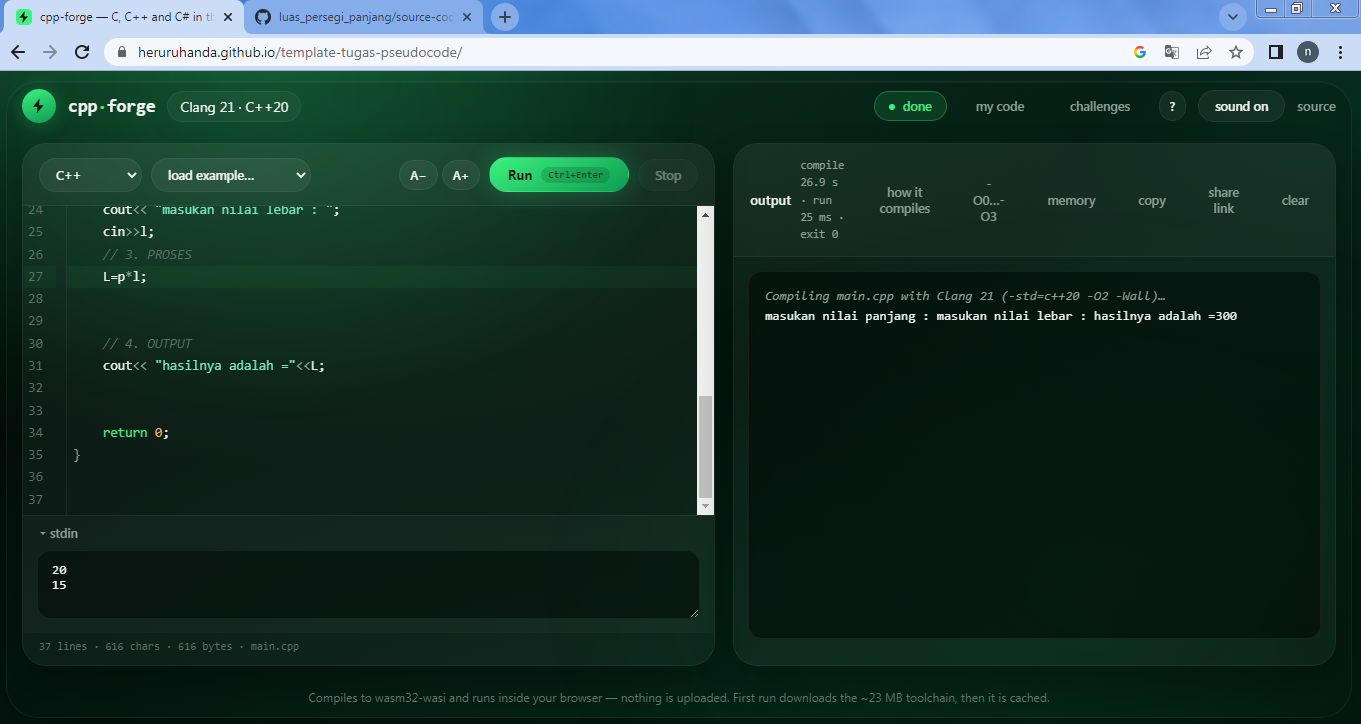 cpp-forge — C, C++ and C# in th
luas_persegi_panjang/source-cod
heruruhanda.github.io/template-tugas-pseudocode/
n
cpp·forge
Clang 21 · C++20
done
my code
challenges
?
sound on
source
C++
load example...
A−
A+
Run Ctrl+Enter
Stop
24 cout<< "masukan nilai lebar : ";
25 cin>>l;
26 // 3. PROSES
27 L=p*l;
28
29
30 // 4. OUTPUT
31 cout<< "hasilnya adalah ="<<L;
32
33
34 return 0;
35 }
36
37
stdin
20
15
37 lines · 616 chars · 616 bytes · main.cpp
output
compile
26.9 s
· run
25 ms ·
exit 0
how it
compiles
-
O0…-
O3
memory
copy
share
link
clear
Compiling main.cpp with Clang 21 (-std=c++20 -O2 -Wall)…
masukan nilai panjang : masukan nilai lebar : hasilnya adalah =300
Compiles to wasm32-wasi and runs inside your browser — nothing is uploaded. First run downloads the ~23 MB toolchain, then it is cached.